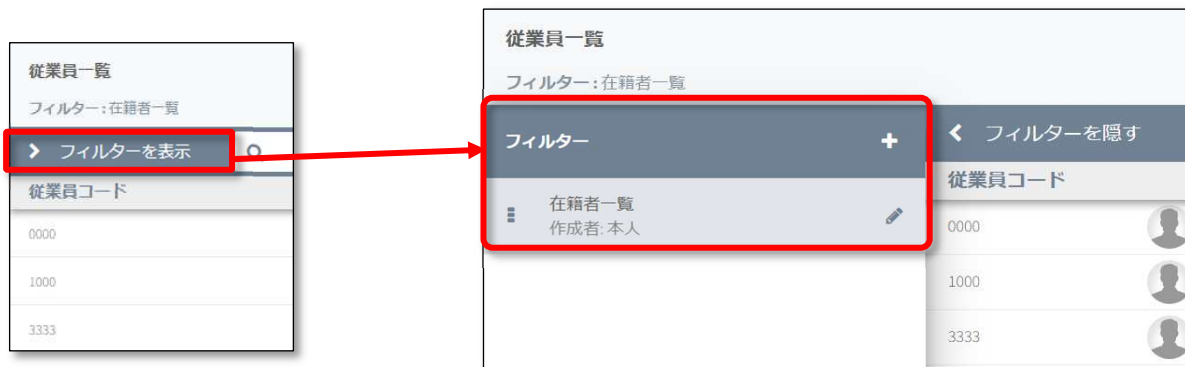 従業員一覧
フィルター:在籍者一覧
フィルターを表示
従業員コード
0000
1000
3333
従業員一覧
フィルター:在籍者一覧
フィルター
在籍者一覧
作成者:本人
フィルターを隠す
従業員コード
0000
1000
3333